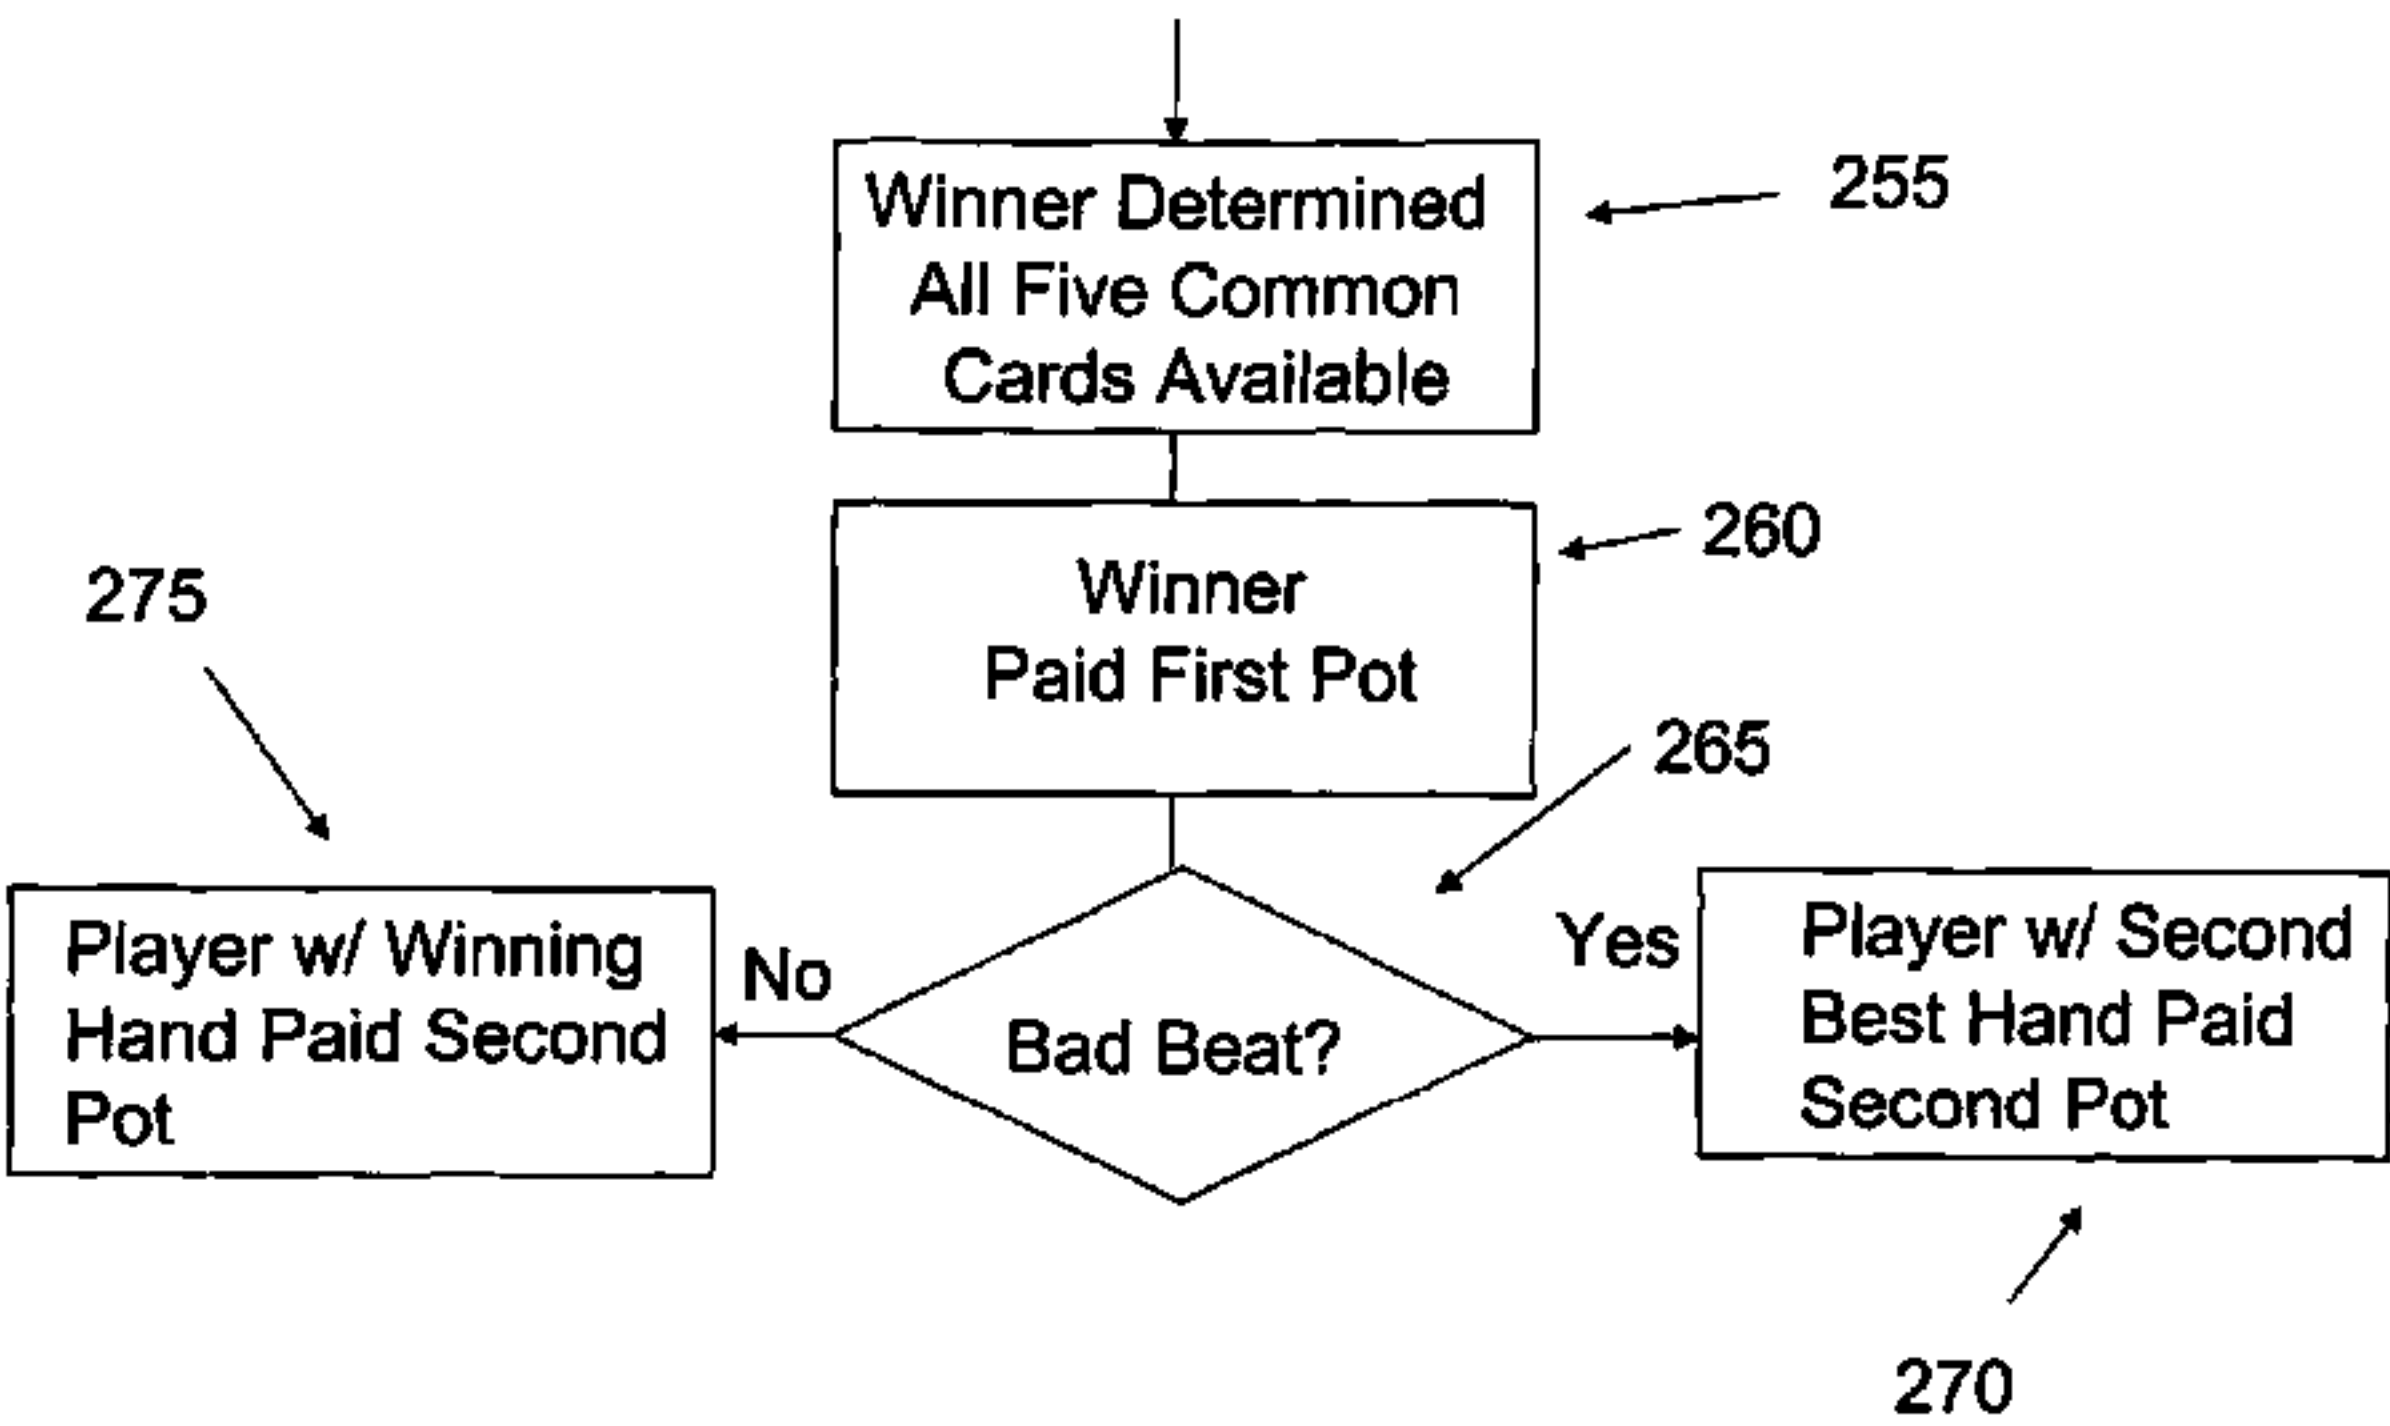 Winner Determined
All Five Common
Cards Available
255
Winner
Paid First Pot
260
275
265
Player w/ Winning
Hand Paid Second
Pot
No
Bad Beat?
Yes
Player w/ Second
Best Hand Paid
Second Pot
270